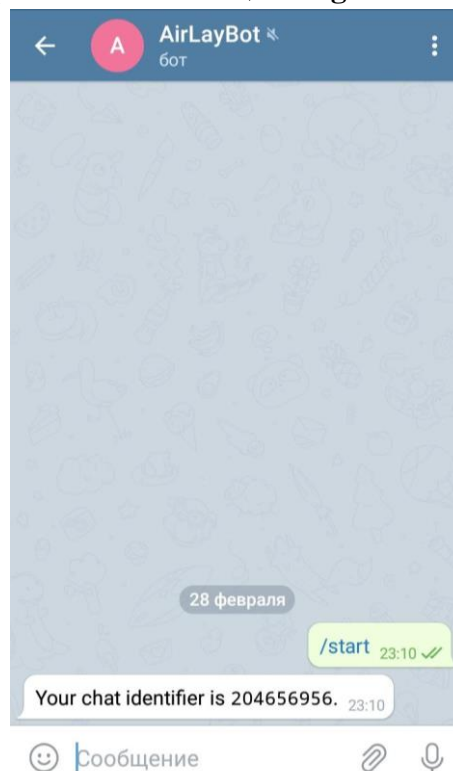 A
AirLayBot
бот
28 февраля
/start 23:10
Your chat identifier is 204656956. 23:10
Сообщение